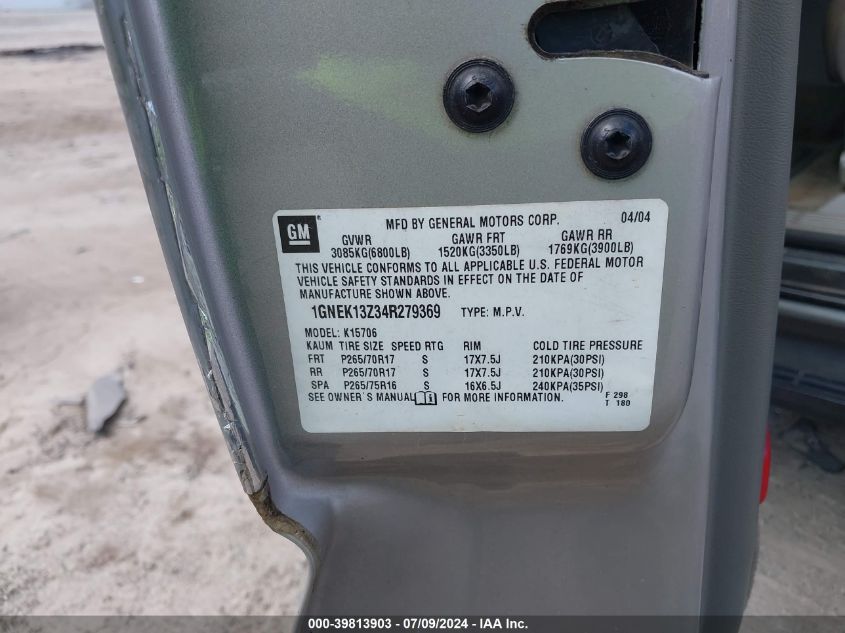 GM
MFD BY GENERAL MOTORS CORP. 04/04
GVWR GAWR FRT GAWR RR
3085KG(6800LB) 1520KG(3350LB) 1769KG(3900LB)
THIS VEHICLE CONFORMS TO ALL APPLICABLE U.S. FEDERAL MOTOR
VEHICLE SAFETY STANDARDS IN EFFECT ON THE DATE OF
MANUFACTURE SHOWN ABOVE.
1GNEK13Z34R279369 TYPE: M.P.V.
MODEL: K15706
KAUM TIRE SIZE SPEED RTG RIM COLD TIRE PRESSURE
FRT P265/70R17 S 17X7.5J 210KPA(30PSI)
RR P265/70R17 S 17X7.5J 210KPA(30PSI)
SPA P265/75R16 S 16X6.5J 240KPA(35PSI)
SEE OWNER'S MANUAL FOR MORE INFORMATION.
F 298
T 180
000-39813903 - 07/09/2024 - IAA Inc.